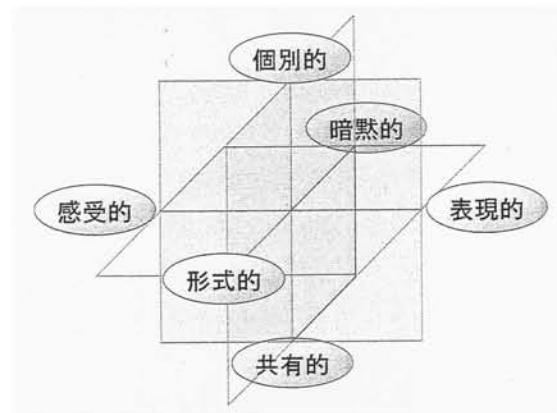 個別的
暗黙的
感受的
表現的
形式的
共有的